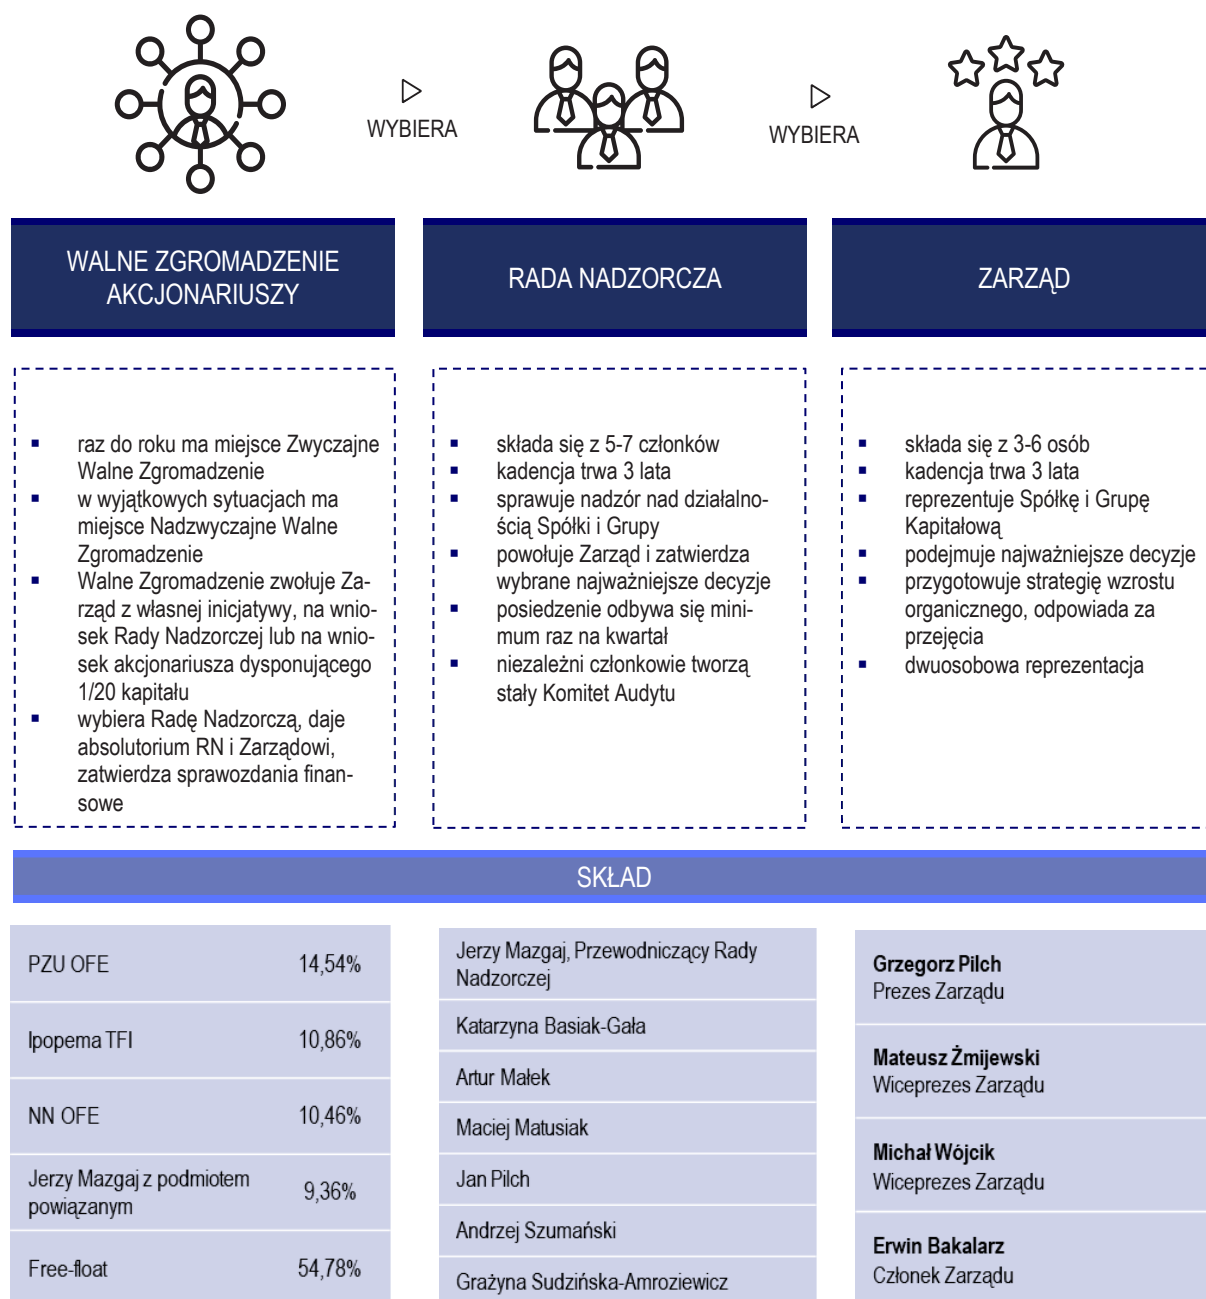 WYBIERA
WYBIERA
WALNE ZGROMADZENIE
AKCJONARIUSZY
RADA NADZORCZA
ZARZĄD
▪ raz do roku ma miejsce Zwyczajne
Walne Zgromadzenie
▪ w wyjątkowych sytuacjach ma
miejsce Nadzwyczajne Walne
Zgromadzenie
▪ Walne Zgromadzenie zwołuje Za-
rząd z własnej inicjatywy, na wnio-
sek Rady Nadzorczej lub na wnio-
sek akcjonariusza dysponującego
1/20 kapitału
▪ wybiera Radę Nadzorczą, daje
absolutorium RN i Zarządowi,
zatwierdza sprawozdania finan-
sowe
▪ składa się z 5-7 członków
▪ kadencja trwa 3 lata
▪ sprawuje nadzór nad działalno-
ścią Spółki i Grupy
▪ powołuje Zarząd i zatwierdza
wybrane najważniejsze decyzje
▪ posiedzenie odbywa się mini-
mum raz na kwartał
▪ niezależni członkowie tworzą
stały Komitet Audytu
▪ składa się z 3-6 osób
▪ kadencja trwa 3 lata
▪ reprezentuje Spółkę i Grupę
Kapitałową
▪ podejmuje najważniejsze decyzje
▪ przygotowuje strategię wzrostu
organicznego, odpowiada za
przejęcia
▪ dwuosobowa reprezentacja
SKŁAD
PZU OFE 14,54%
Ipopema TFI 10,86%
NN OFE 10,46%
Jerzy Mazgaj z podmiotem
powiązanym 9,36%
Free-float 54,78%
Jerzy Mazgaj, Przewodniczący Rady
Nadzorczej
Katarzyna Basiak-Gała
Artur Małek
Maciej Matusiak
Jan Pilch
Andrzej Szumański
Grażyna Sudzińska-Amroziewicz
Grzegorz Pilch
Prezes Zarządu
Mateusz Żmijewski
Wiceprezes Zarządu
Michał Wójcik
Wiceprezes Zarządu
Erwin Bakalarz
Członek Zarządu